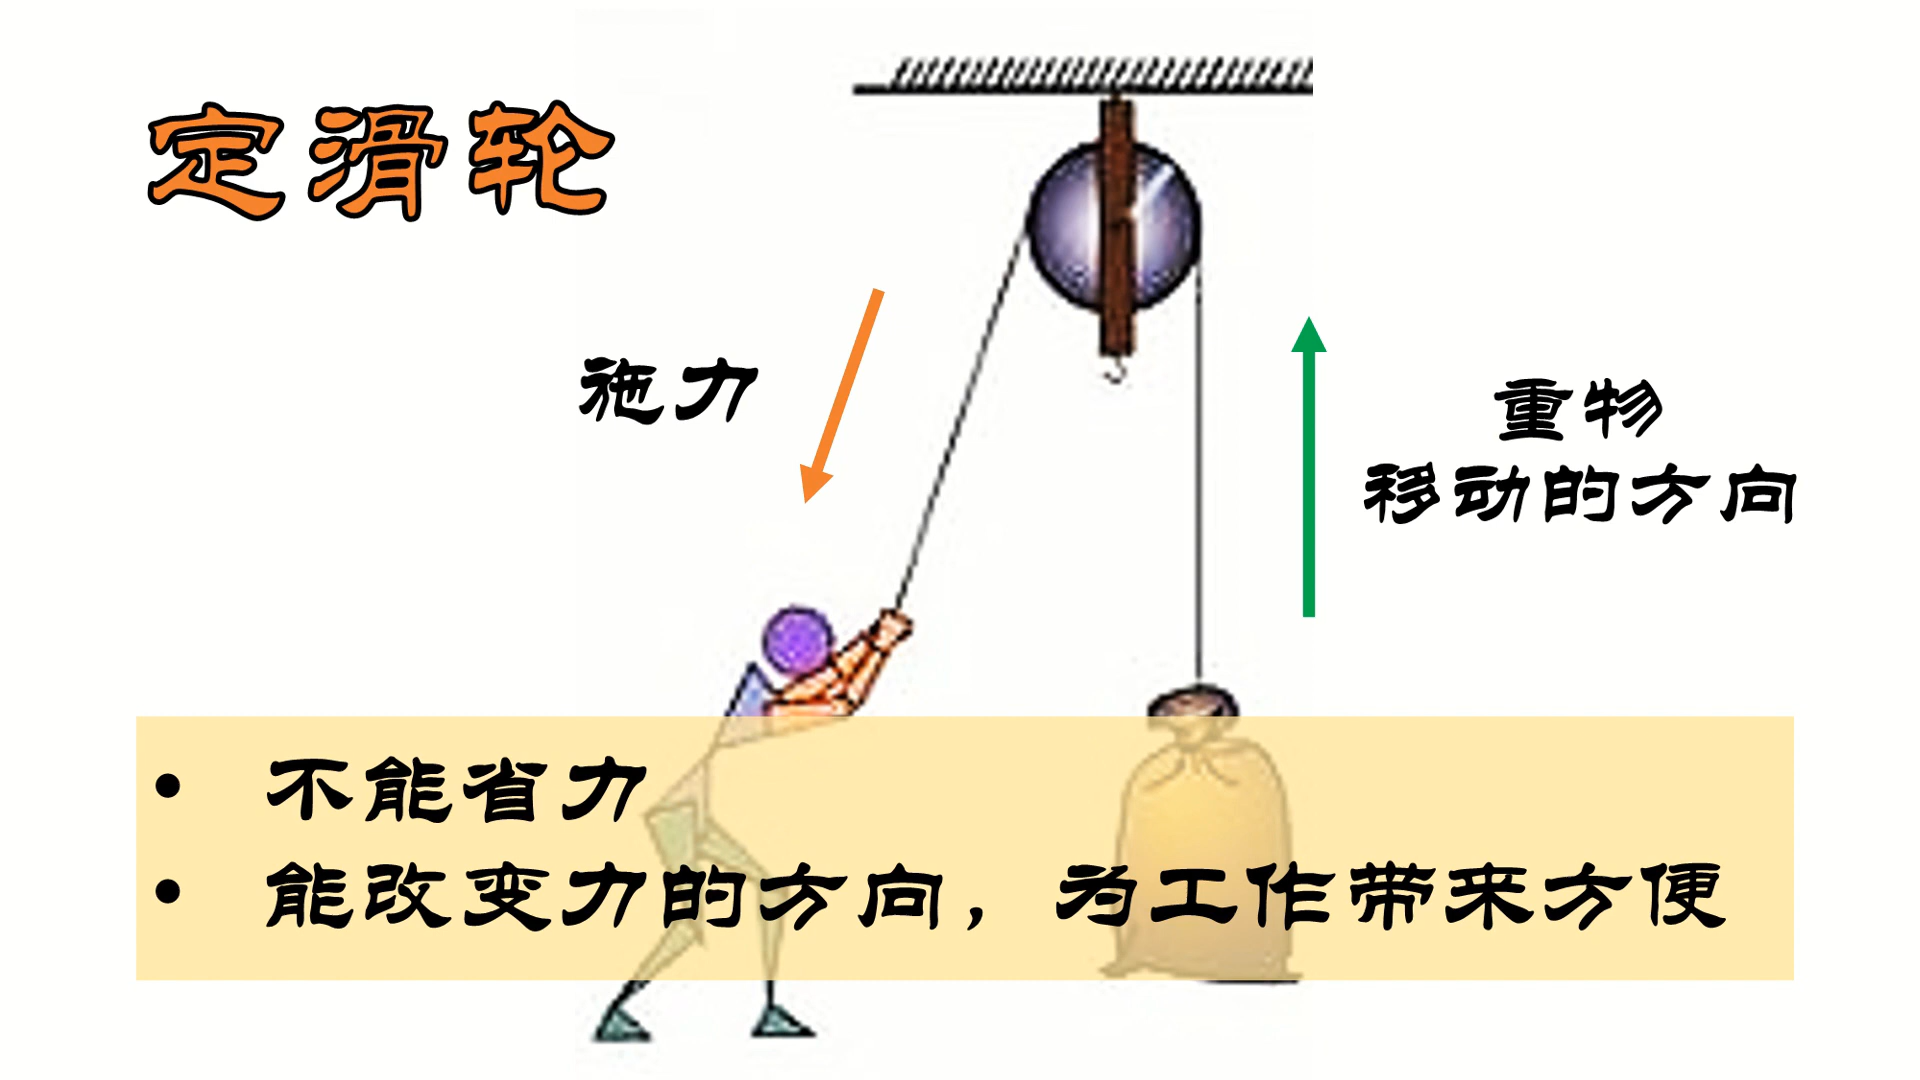 定滑轮
施力
重物
移动的方向
• 不能省力
• 能改变力的方向，为工作带来方便